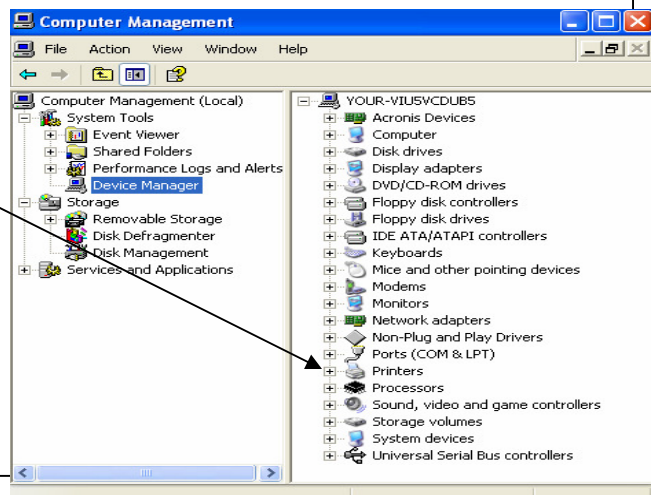 Computer Management
File Action View Window Help
Computer Management (Local)
System Tools
Event Viewer
Shared Folders
Performance Logs and Alerts
Device Manager
Storage
Removable Storage
Disk Defragmenter
Disk Management
Services and Applications
YOUR-VIU5VCDUB5
Acronis Devices
Computer
Disk drives
Display adapters
DVD/CD-ROM drives
Floppy disk controllers
Floppy disk drives
IDE ATA/ATAPI controllers
Keyboards
Mice and other pointing devices
Modems
Monitors
Network adapters
Non-Plug and Play Drivers
Ports (COM & LPT)
Printers
Processors
Sound, video and game controllers
Storage volumes
System devices
Universal Serial Bus controllers